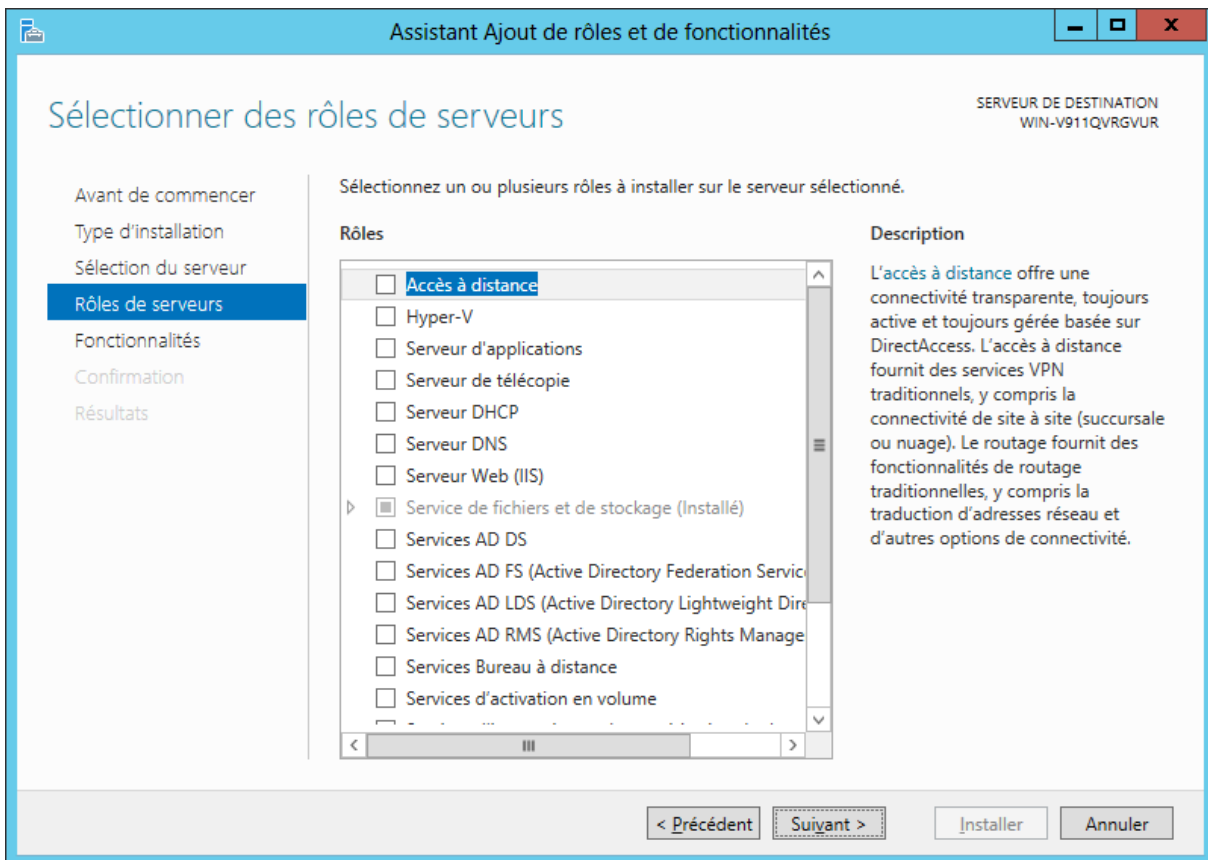 Assistant Ajout de rôles et de fonctionnalités
Sélectionner des rôles de serveurs
SERVEUR DE DESTINATION
WIN-V911QVRGVUR
Avant de commencer
Type d'installation
Sélection du serveur
Rôles de serveurs
Fonctionnalités
Confirmation
Résultats
Sélectionnez un ou plusieurs rôles à installer sur le serveur sélectionné.
Rôles
Accès à distance
Hyper-V
Serveur d'applications
Serveur de télécopie
Serveur DHCP
Serveur DNS
Serveur Web (IIS)
Service de fichiers et de stockage (Installé)
Services AD DS
Services AD FS (Active Directory Federation Servic
Services AD LDS (Active Directory Lightweight Dire
Services AD RMS (Active Directory Rights Manage
Services Bureau à distance
Services d'activation en volume
Description
L'accès à distance offre une
connectivité transparente, toujours
active et toujours gérée basée sur
DirectAccess. L'accès à distance
fournit des services VPN
traditionnels, y compris la
connectivité de site à site (succursale
ou nuage). Le routage fournit des
fonctionnalités de routage
traditionnelles, y compris la
traduction d'adresses réseau et
d'autres options de connectivité.
< Précédent
Suivant >
Installer
Annuler